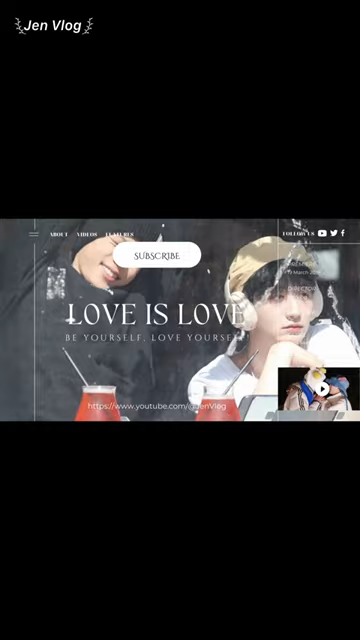 Jen Vlog
ABOUT VIDEOS FEATURES
FOLLOW US
SUBSCRIBE
LOVE IS LOVE
BE YOURSELF, LOVE YOURSELF!
https://www.youtube.com/@JenVlog